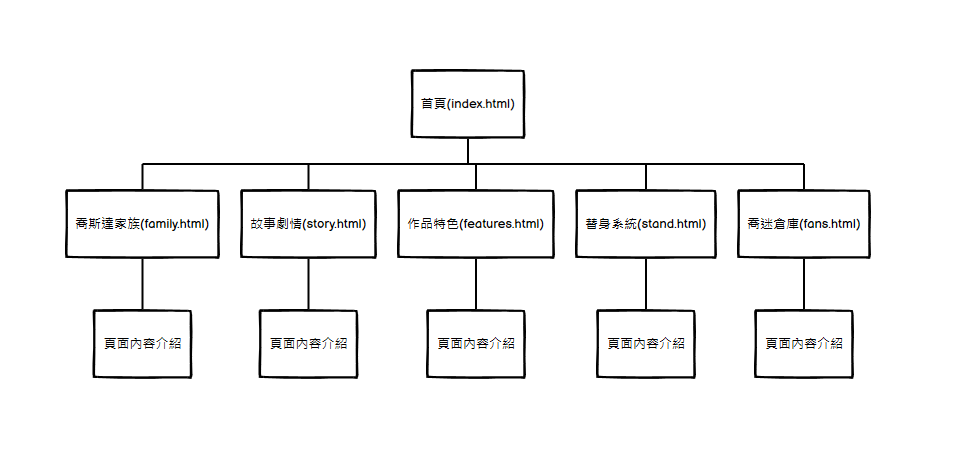 首頁(index.html)
喬斯達家族(family.html)
故事劇情(story.html)
作品特色(features.html)
替身系統(stand.html)
喬迷倉庫(fans.html)
頁面內容介紹
頁面內容介紹
頁面內容介紹
頁面內容介紹
頁面內容介紹